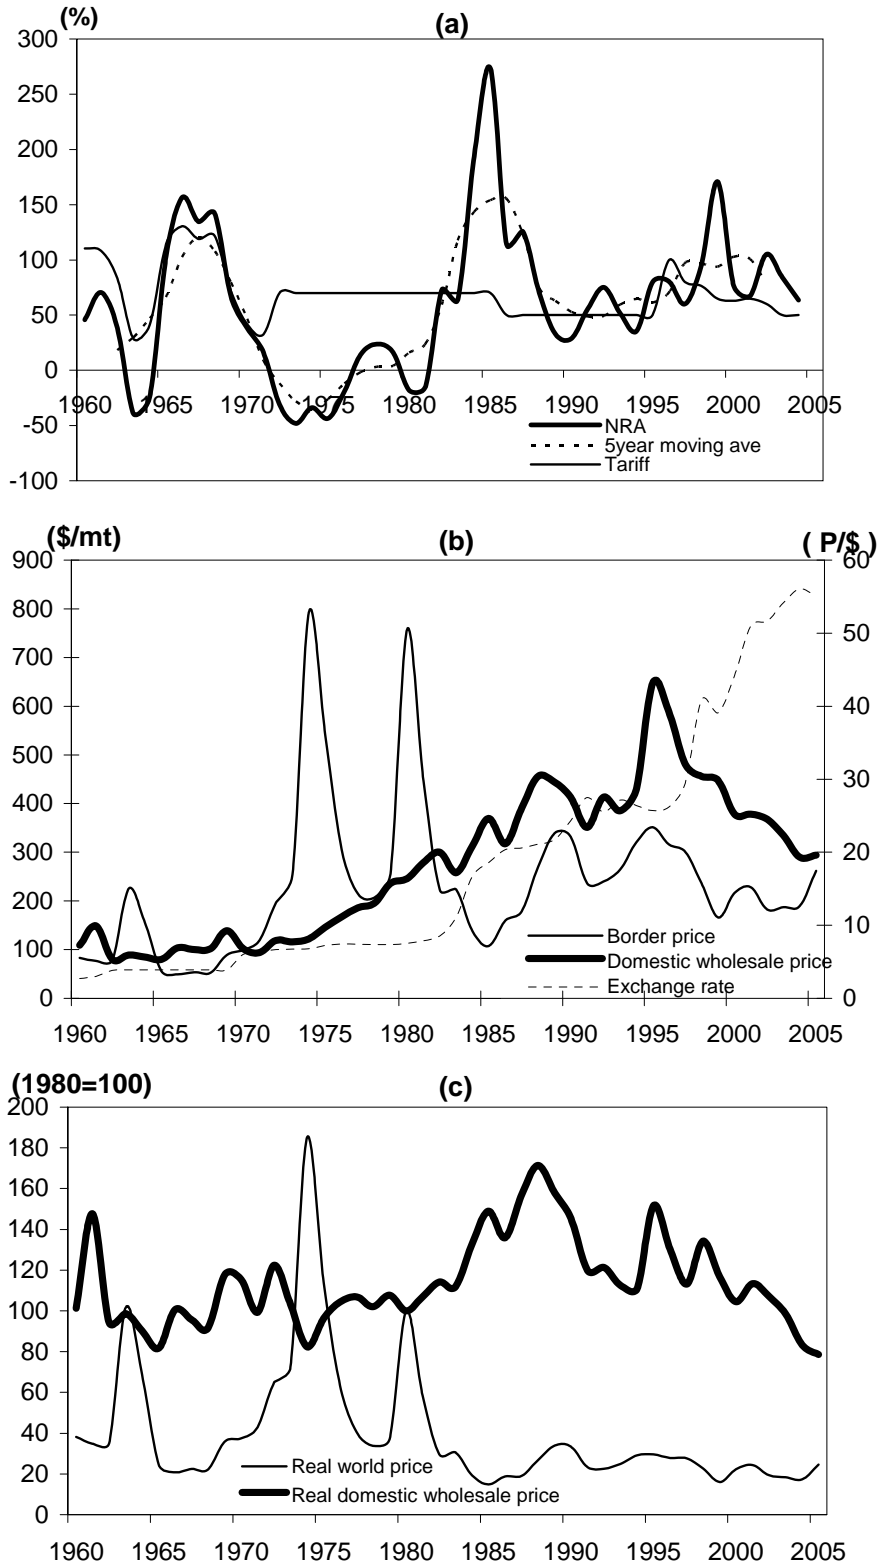 (%)
(a)
300
250
200
150
100
50
0
-50
-100
1960 1965 1970 1975 1980 1985 1990 1995 2000 2005
NRA
5year moving ave
Tariff
($/mt)
(b)
( P/$ )
900
800
700
600
500
400
300
200
100
0
60
50
40
30
20
10
0
Border price
Domestic wholesale price
Exchange rate
1960 1965 1970 1975 1980 1985 1990 1995 2000 2005
(1980=100)
(c)
200
180
160
140
120
100
80
60
40
20
0
Real world price
Real domestic wholesale price
1960 1965 1970 1975 1980 1985 1990 1995 2000 2005